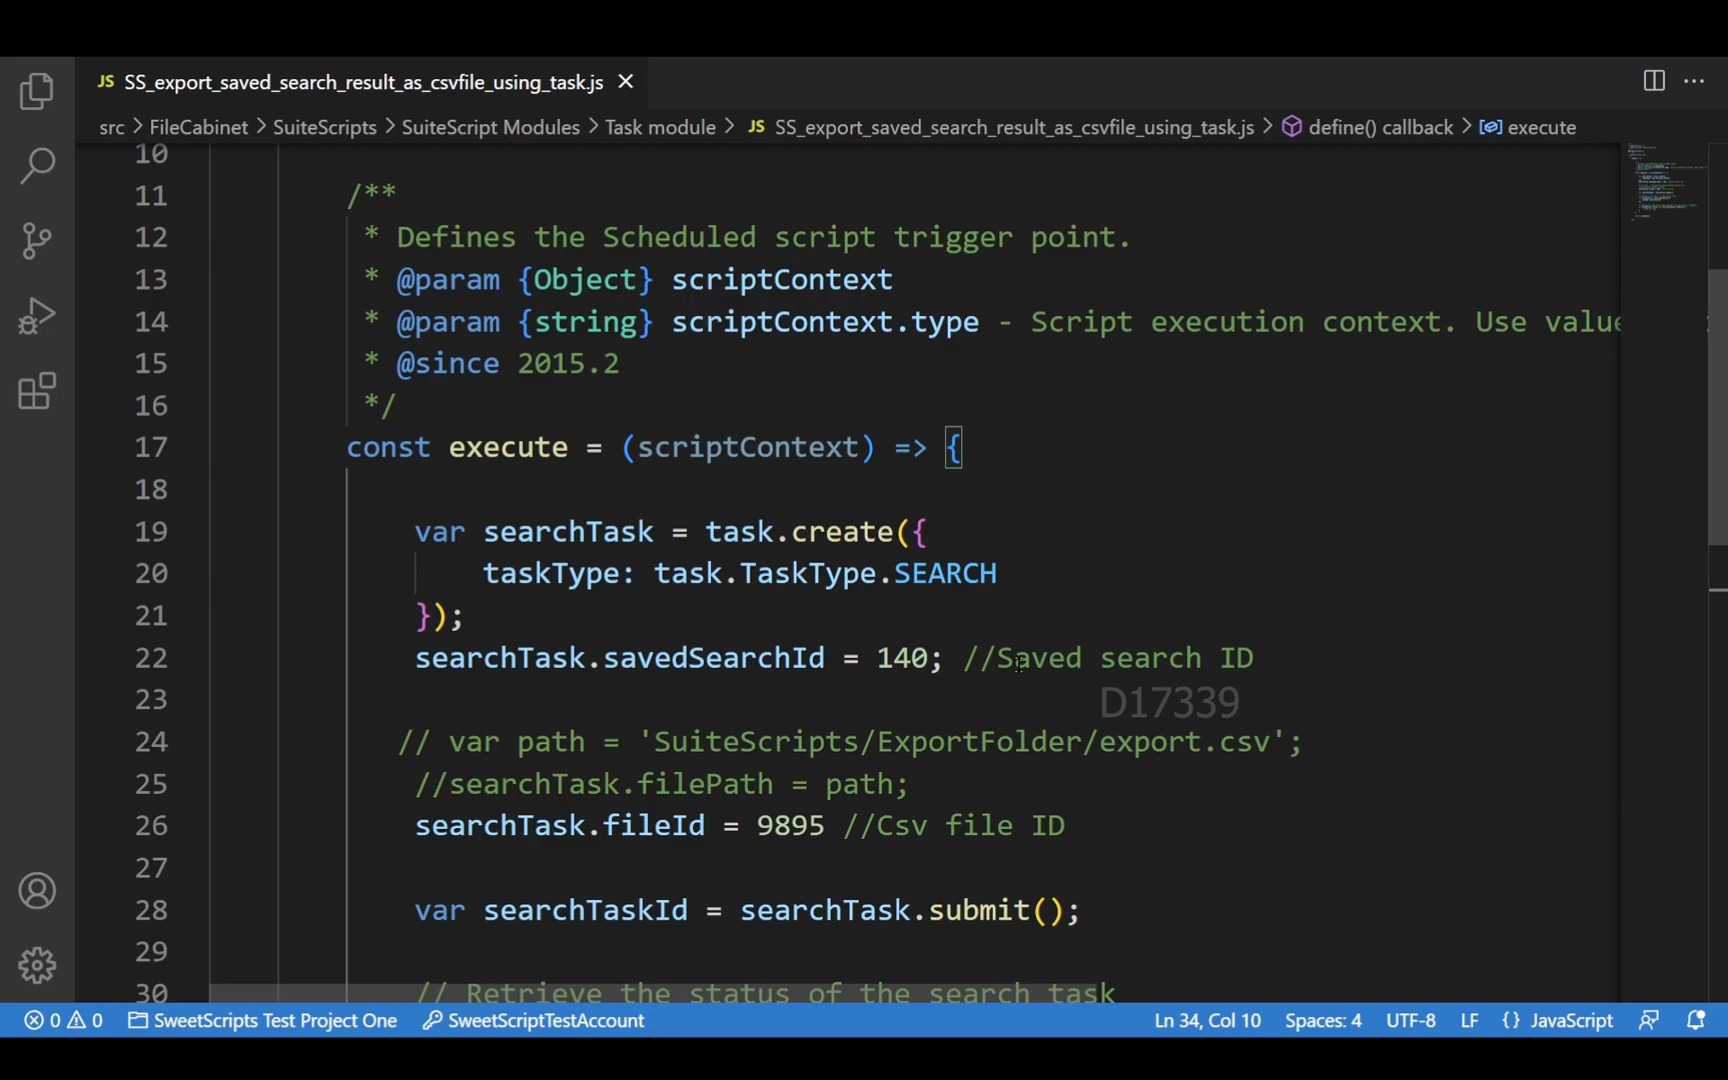 JS SS_export_saved_search_result_as_csvfile_using_task.js
src > FileCabinet > SuiteScripts > SuiteScript Modules > Task module > JS SS_export_saved_search_result_as_csvfile_using_task.js > define() callback > execute
10
11 /**
12 * Defines the Scheduled script trigger point.
13 * @param {Object} scriptContext
14 * @param {string} scriptContext.type - Script execution context. Use value
15 * @since 2015.2
16 */
17 const execute = (scriptContext) => {
18
19 var searchTask = task.create({
20 taskType: task.TaskType.SEARCH
21 });
22 searchTask.savedSearchId = 140; //Saved search ID
23
D17339
24 // var path = 'SuiteScripts/ExportFolder/export.csv';
25 //searchTask.filePath = path;
26 searchTask.fileId = 9895 //Csv file ID
27
28 var searchTaskId = searchTask.submit();
29
30 // Retrieve the status of the search task
0 0 SweetScripts Test Project One SweetScriptTestAccount Ln 34, Col 10 Spaces: 4 UTF-8 LF {} JavaScript